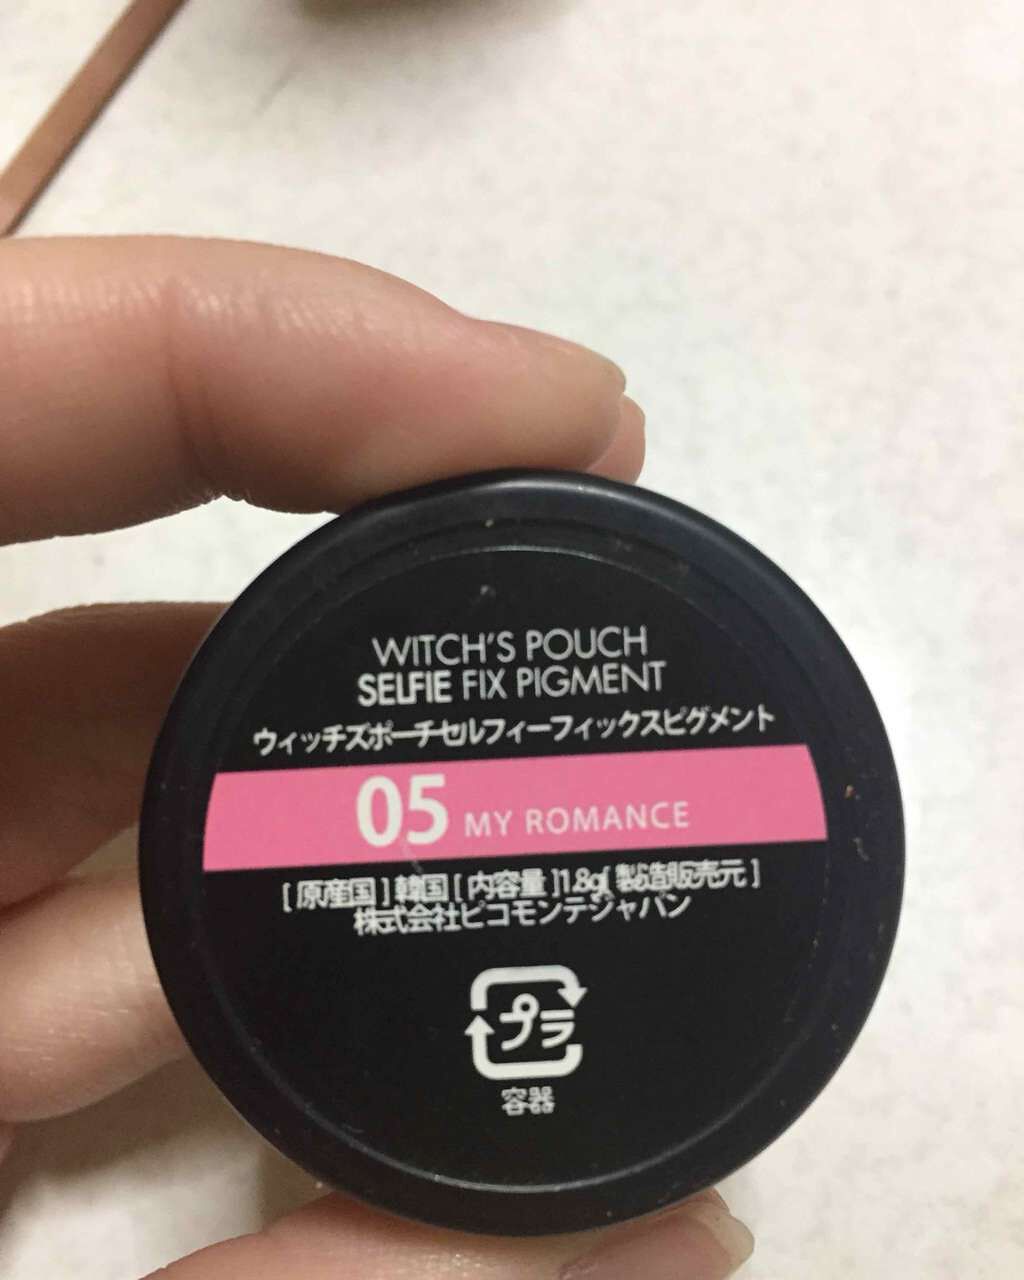 WITCH'S POUCH
SELFIE FIX PIGMENT
ウィッチズポーチセルフィーフィックスピグメント
05 MY ROMANCE
[ 原産国 ] 韓国 [ 内容量 ]1.8g[ 製造販売元 ]
株式会社ピコモンテジャパン
プラ
容器